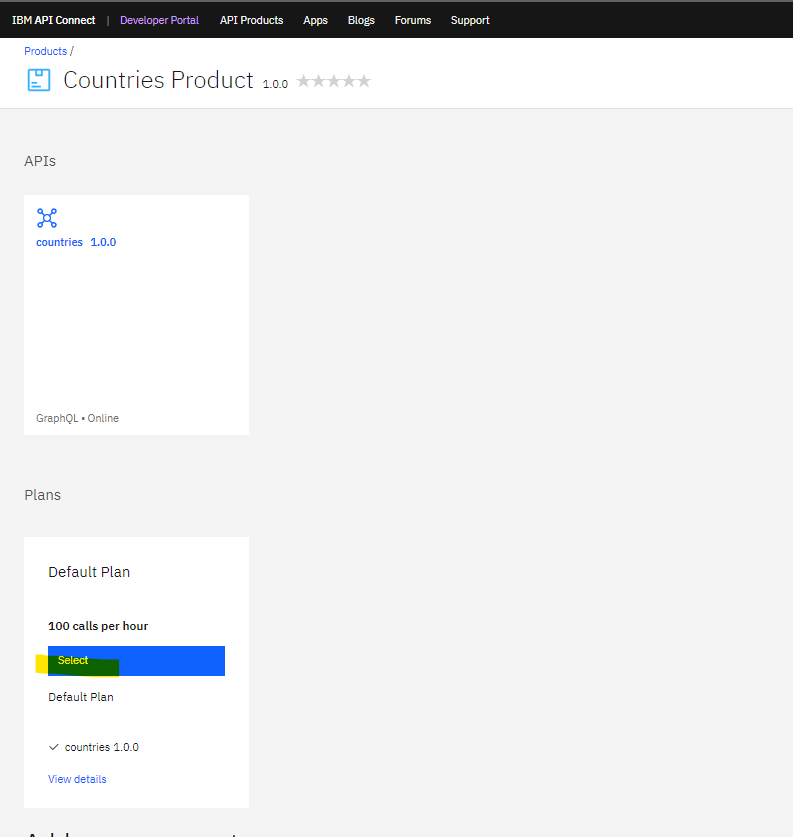 IBM API Connect | Developer Portal API Products Apps Blogs Forums Support
Products /
Countries Product 1.0.0
APIs
countries 1.0.0
GraphQL • Online
Plans
Default Plan
100 calls per hour
Select
Default Plan
countries 1.0.0
View details